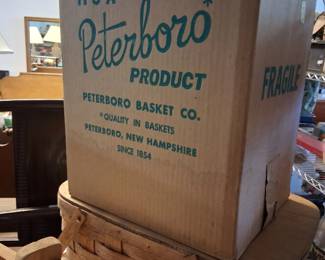 Peterboro*
PRODUCT
PETERBORO BASKET CO.
*QUALITY IN BASKETS
PETERBORO, NEW HAMPSHIRE
SINCE 1854
FRAGILE